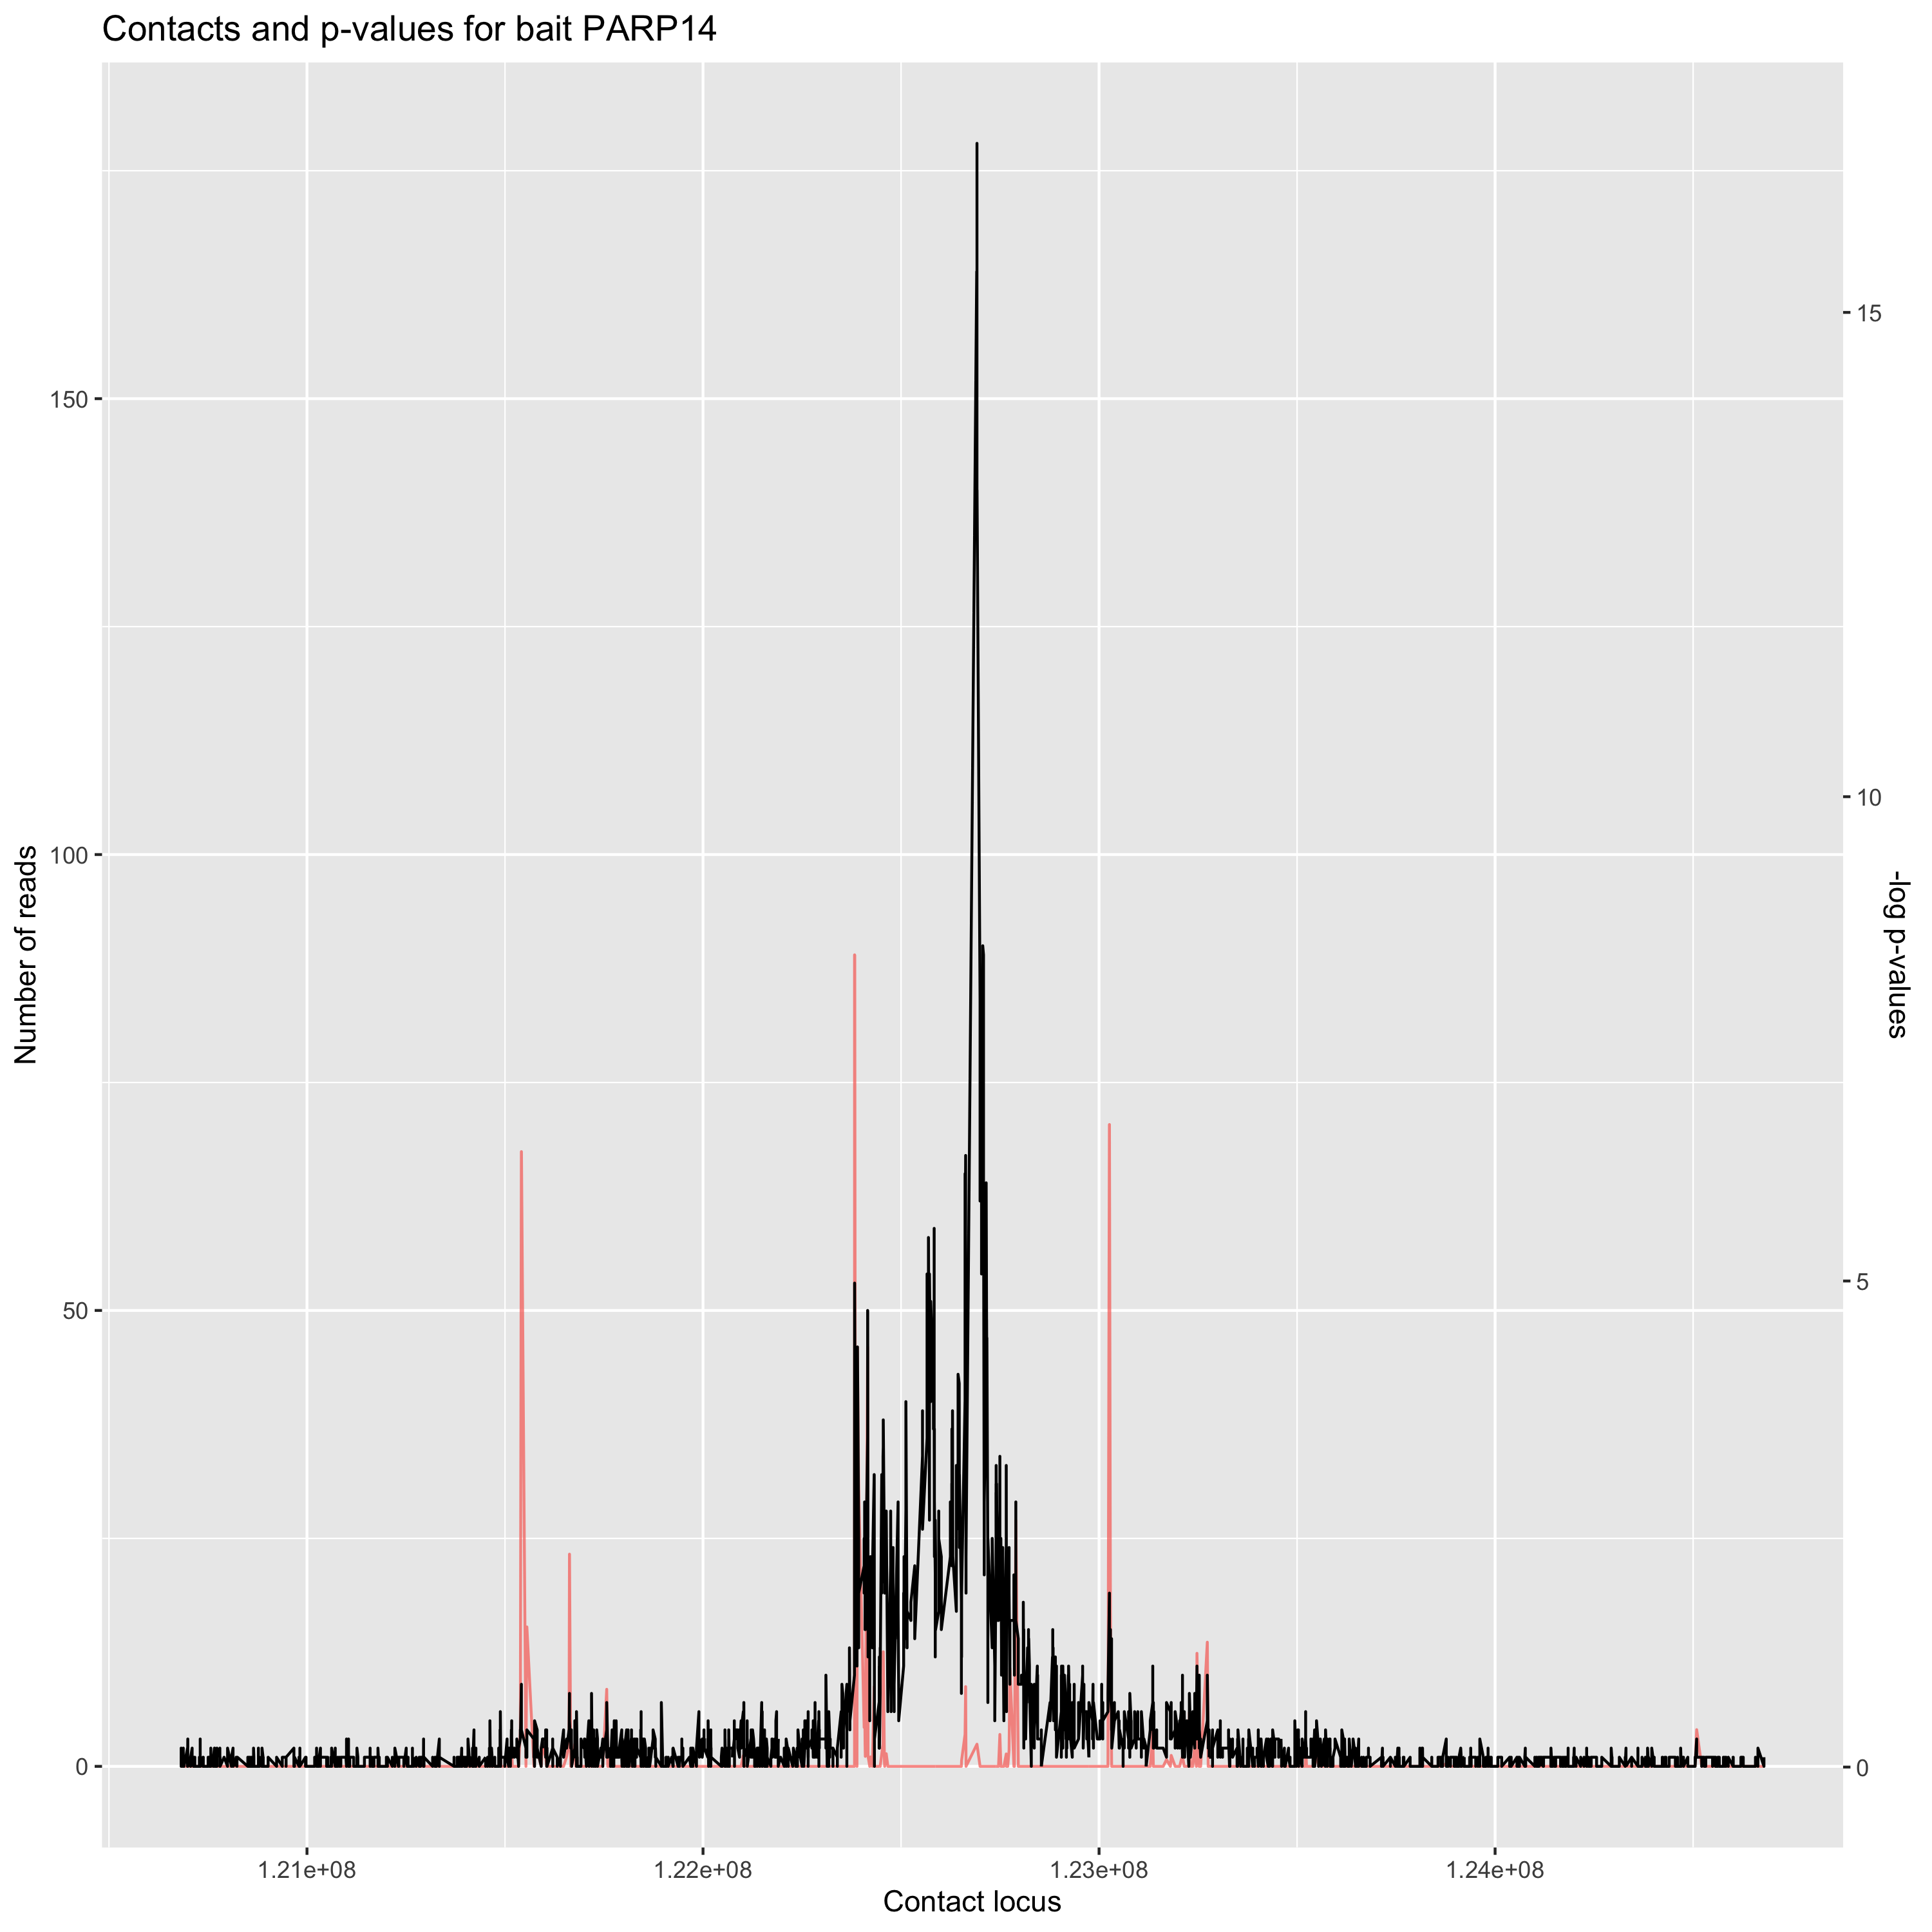 Contacts and p-values for bait PARP14
Number of reads
150
100
50
0
15
10
5
0
-log p-values
1.21e+08
1.22e+08
1.23e+08
1.24e+08
Contact locus